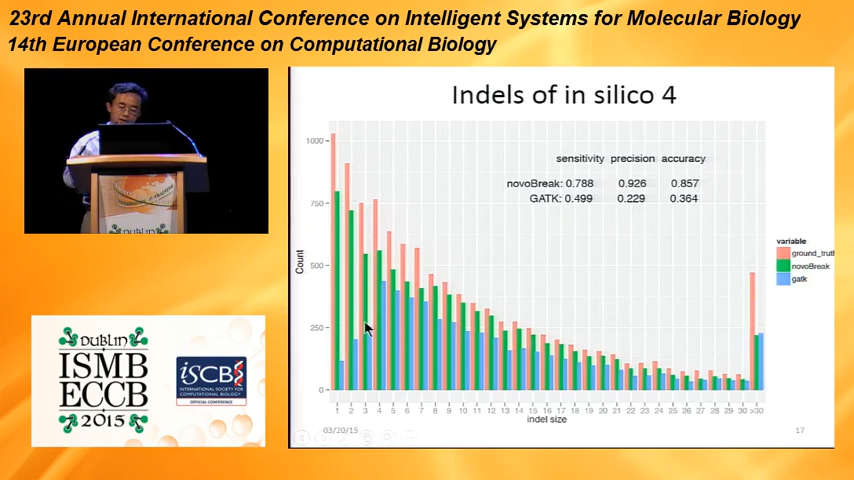 23rd Annual International Conference on Intelligent Systems for Molecular Biology
14th European Conference on Computational Biology
Indels of in silico 4
sensitivity precision accuracy
novoBreak: 0.788 0.926 0.857
GATK: 0.499 0.229 0.364
Count
1000
750
500
250
0
1 2 3 4 5 6 7 8 9 10 11 12 13 14 15 16 17 18 19 20 21 22 23 24 25 26 27 28 29 30 >30
indel size
variable
ground_trut
novoBreak
gatk
03/20/15
17
DUBLIN
DUBLIN
ISMB
ECCB
2015
ISCB
INTERNATIONAL SOCIETY FOR
COMPUTATIONAL BIOLOGY
OFFICIAL CONFERENCE